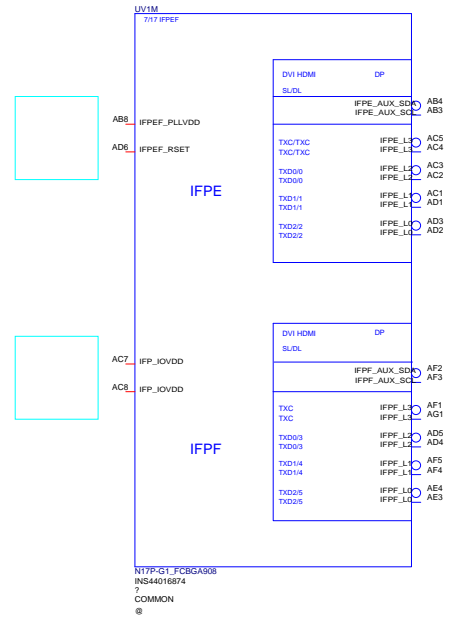 UV1M
7/17 IFPEF
DVI HDMI DP
SL/DL
IFPE_AUX_SDA AB4
IFPE_AUX_SCL AB3
AB8 IFPEF_PLLVDD
TXC/TXC IFPE_L3 AC5
TXC/TXC IFPE_L3 AC4
AD6 IFPEF_RSET
TXD0/0 IFPE_L2 AC3
TXD0/0 IFPE_L2 AC2
IFPE
TXD1/1 IFPE_L1 AC1
TXD1/1 IFPE_L1 AD1
TXD2/2 IFPE_L0 AD3
TXD2/2 IFPE_L0 AD2
DVI HDMI DP
SL/DL
AC7 IFP_IOVDD
IFPF_AUX_SDA AF2
IFPF_AUX_SCL AF3
AC8 IFP_IOVDD
TXC IFPF_L3 AF1
TXC IFPF_L3 AG1
TXD0/3 IFPF_L2 AD5
TXD0/3 IFPF_L2 AD4
IFPF
TXD1/4 IFPF_L1 AF5
TXD1/4 IFPF_L1 AF4
TXD2/5 IFPF_L0 AE4
TXD2/5 IFPF_L0 AE3
N17P-G1_FCBGA908
INS44016874
?
COMMON
@